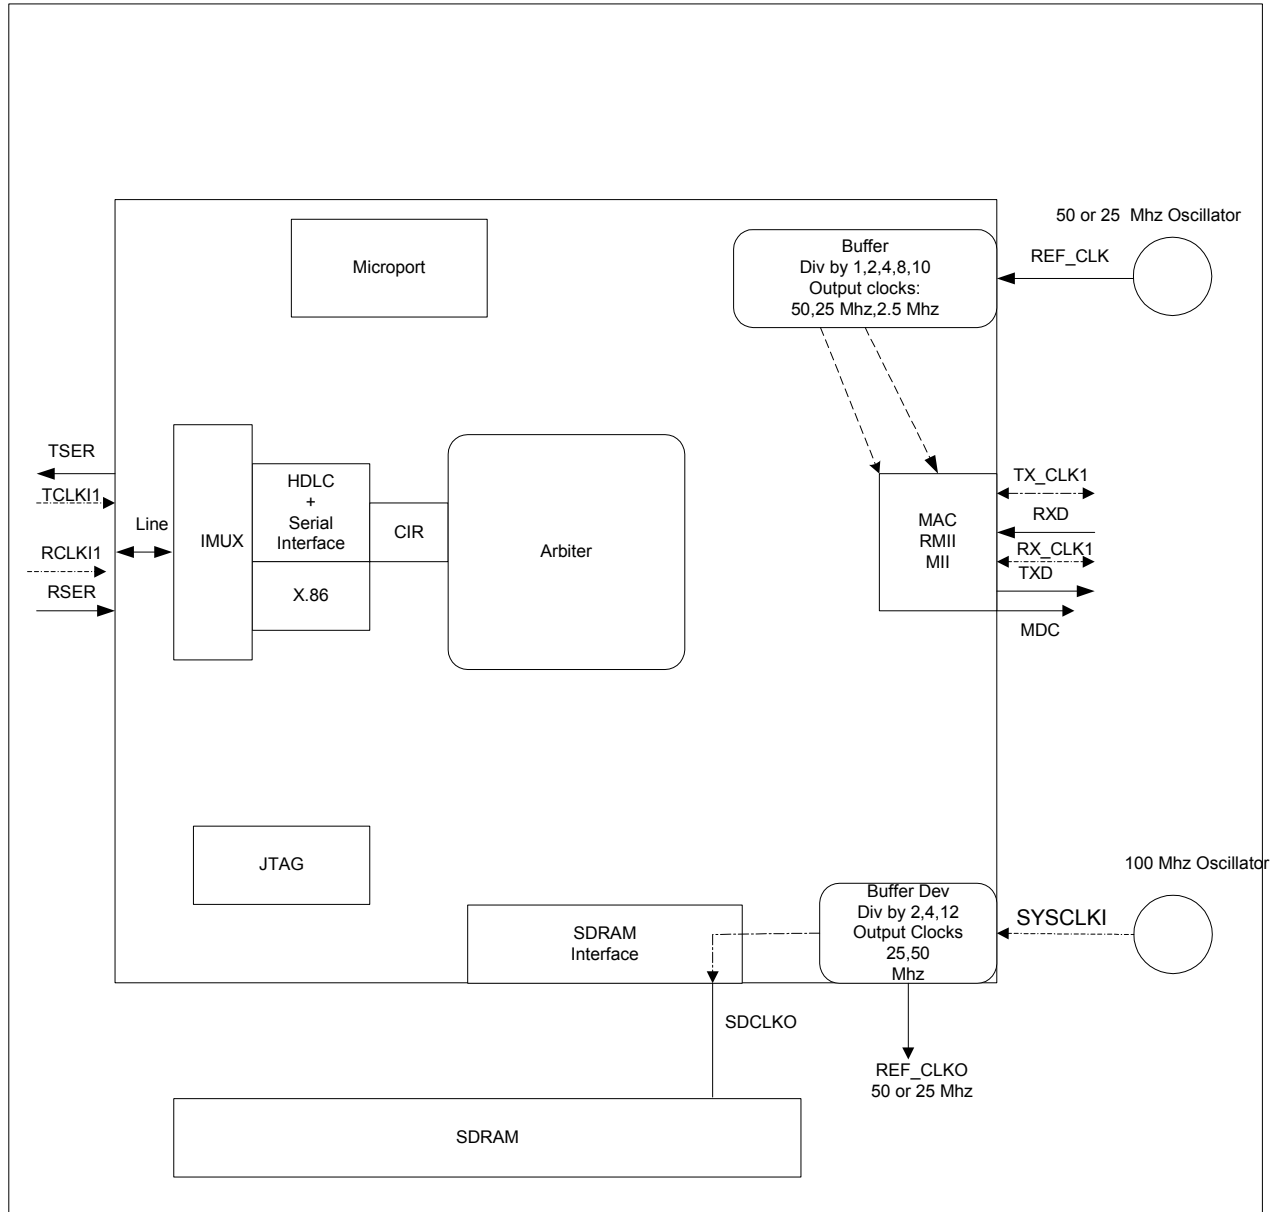 50 or 25 Mhz Oscillator
REF_CLK
Buffer
Div by 1,2,4,8,10
Output clocks:
50,25 Mhz,2.5 Mhz
Microport
TSER
TCLKI1
Line
RCLKI1
RSER
IMUX
HDLC
+
Serial
Interface
X.86
CIR
Arbiter
MAC
RMII
MII
TX_CLK1
RXD
RX_CLK1
TXD
MDC
JTAG
100 Mhz Oscillator
SYSCLKI
Buffer Dev
Div by 2,4,12
Output Clocks
25,50
Mhz
SDRAM
Interface
SDCLKO
REF_CLKO
50 or 25 Mhz
SDRAM